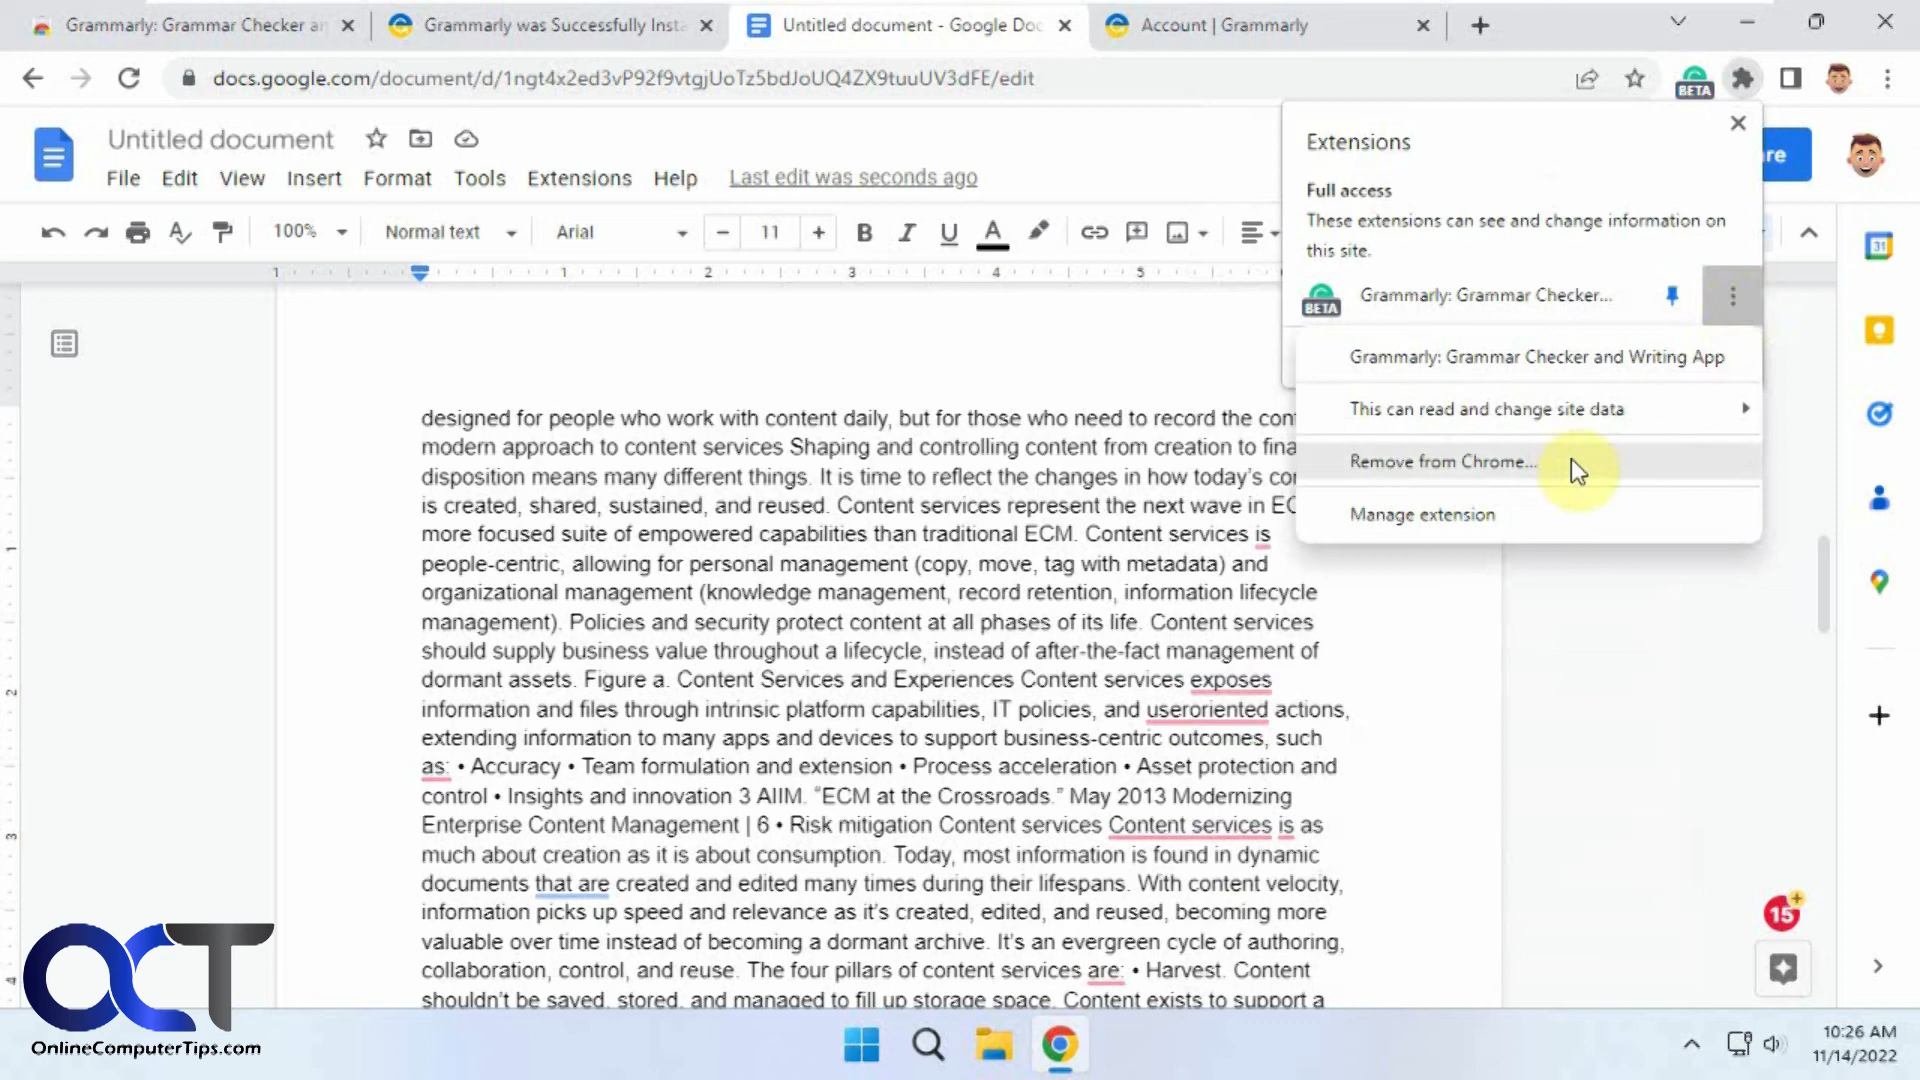 Grammarly: Grammar Checker an
Grammarly was Successfully Insta
Untitled document - Google Doc
Account | Grammarly
docs.google.com/document/d/1ngt4x2ed3vP92f9vtgjUoTz5bdJoUQ4ZX9tuuUV3dFE/edit
BETA
Untitled document
File Edit View Insert Format Tools Extensions Help Last edit was seconds ago
re
100% Normal text Arial 11 B I U A
1 1 2 3 4 5
31
Extensions
Full access
These extensions can see and change information on
this site.
BETA
Grammarly: Grammar Checker...
Grammarly: Grammar Checker and Writing App
This can read and change site data
Remove from Chrome...
Manage extension
designed for people who work with content daily, but for those who need to record the con
modern approach to content services Shaping and controlling content from creation to fina
disposition means many different things. It is time to reflect the changes in how today's co
is created, shared, sustained, and reused. Content services represent the next wave in EC
more focused suite of empowered capabilities than traditional ECM. Content services is
people-centric, allowing for personal management (copy, move, tag with metadata) and
organizational management (knowledge management, record retention, information lifecycle
management). Policies and security protect content at all phases of its life. Content services
should supply business value throughout a lifecycle, instead of after-the-fact management of
dormant assets. Figure a. Content Services and Experiences Content services exposes
information and files through intrinsic platform capabilities, IT policies, and useroriented actions,
extending information to many apps and devices to support business-centric outcomes, such
as: • Accuracy • Team formulation and extension • Process acceleration • Asset protection and
control • Insights and innovation 3 AIIM. “ECM at the Crossroads.” May 2013 Modernizing
Enterprise Content Management | 6 • Risk mitigation Content services Content services is as
much about creation as it is about consumption. Today, most information is found in dynamic
documents that are created and edited many times during their lifespans. With content velocity,
information picks up speed and relevance as it's created, edited, and reused, becoming more
valuable over time instead of becoming a dormant archive. It's an evergreen cycle of authoring,
collaboration, control, and reuse. The four pillars of content services are: • Harvest. Content
shouldn't be saved, stored, and managed to fill up storage space. Content exists to support a
1
2
3
4
15
OCT
OnlineComputerTips.com
10:26 AM
11/14/2022